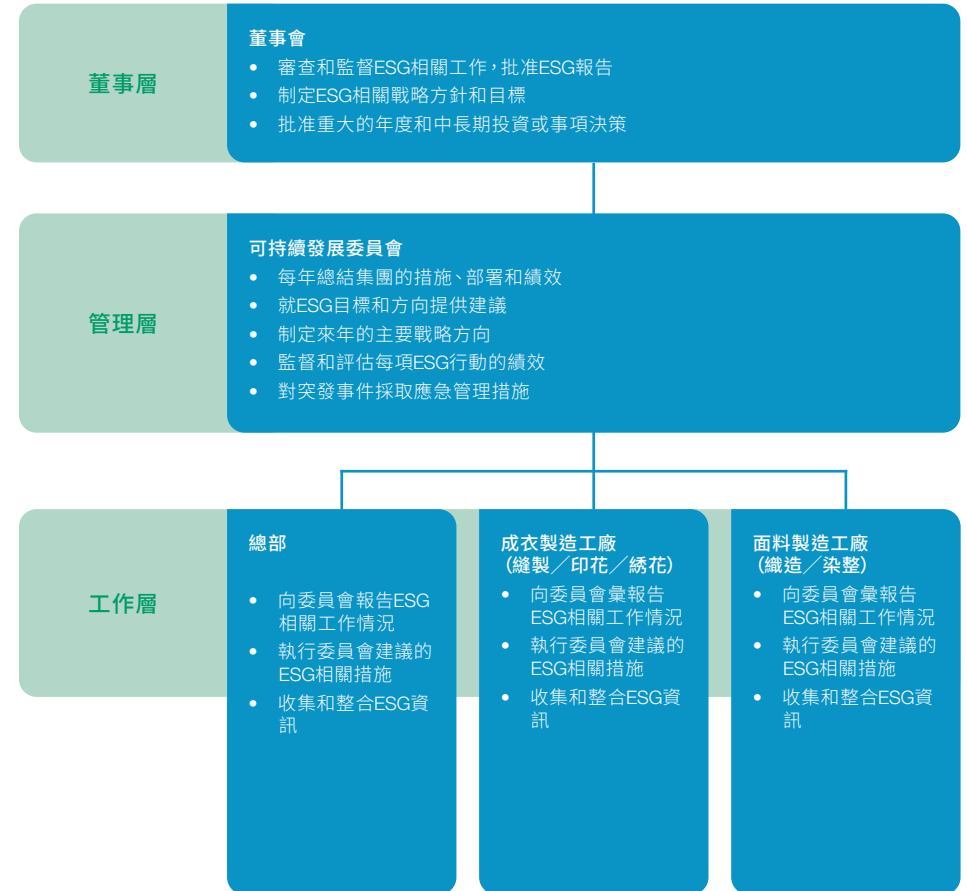 董事層
董事會
• 審查和監督ESG相關工作，批准ESG報告
• 制定ESG相關戰略方針和目標
• 批准重大的年度和中長期投資或事項決策
管理層
可持續發展委員會
• 每年總結集團的措施、部署和績效
• 就ESG目標和方向提供建議
• 制定來年的主要戰略方向
• 監督和評估每項ESG行動的績效
• 對突發事件採取應急管理措施
工作層
總部
• 向委員會報告ESG
相關工作情況
• 執行委員會建議的
ESG相關措施
• 收集和整合ESG資
訊
成衣製造工廠
（縫製／印花／綉花）
• 向委員會彙報告
ESG相關工作情況
• 執行委員會建議的
ESG相關措施
• 收集和整合ESG資
訊
面料製造工廠
（織造／染整）
• 向委員會彙報告
ESG相關工作情況
• 執行委員會建議的
ESG相關措施
• 收集和整合ESG資
訊